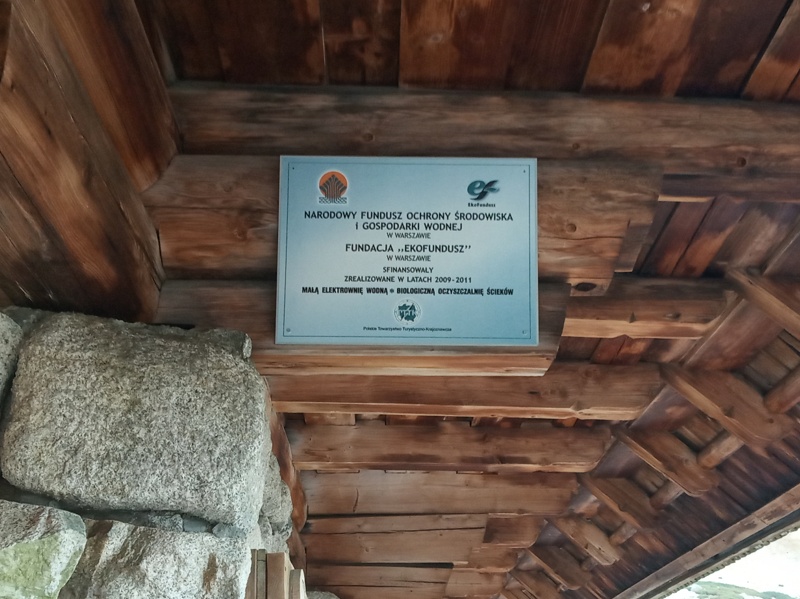 EkoFundusz
NARODOWY FUNDUSZ OCHRONY ŚRODOWISKA
I GOSPODARKI WODNEJ
W WARSZAWIE
FUNDACJA ,,EKOFUNDUSZ"
W WARSZAWIE
SFINANSOWAŁY
ZREALIZOWANE W LATACH 2009-2011
MAŁĄ ELEKTROWNIĘ WODNĄ I BIOLOGICZNĄ OCZYSZCZALNIĘ ŚCIEKÓW
PTTK
Polskie Towarzystwo Turystyczno-Krajoznawcze